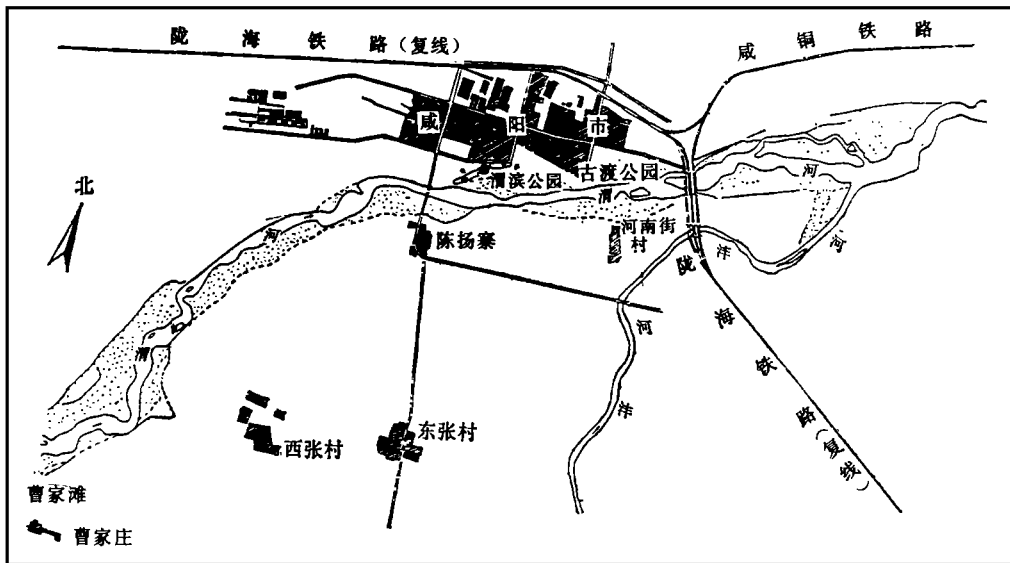 陇海铁路(复线)
咸铜铁路
咸阳市
北
渭滨公园
古渡公园
渭河
陈扬寨
河南街村
沣河
渭河
陇海铁路(复线)
沣河
西张村
东张村
曹家滩
曹家庄